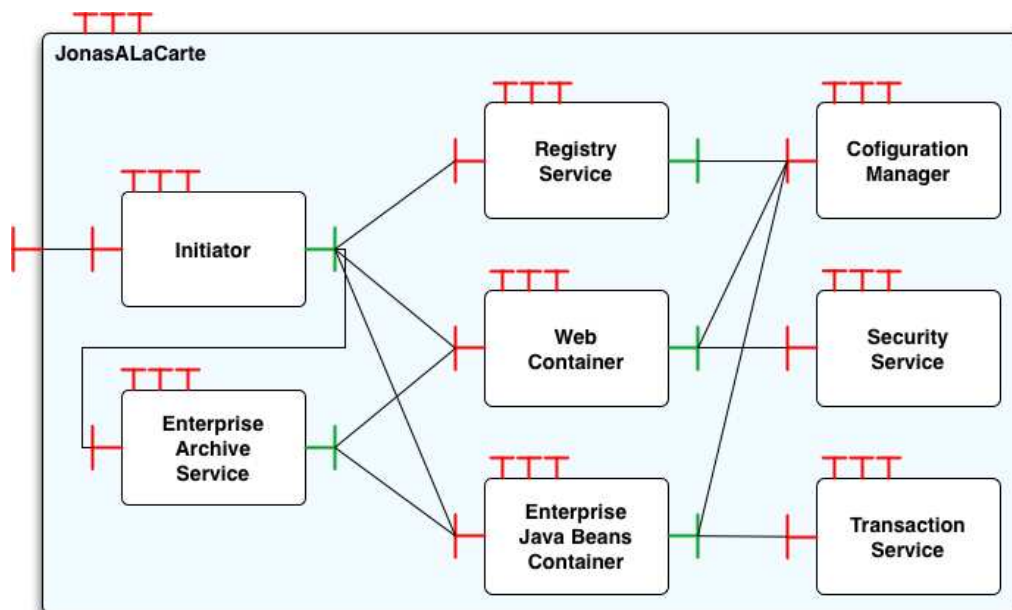 JonasALaCarte
Registry
Service
Cofiguration
Manager
Initiator
Web
Container
Security
Service
Enterprise
Archive
Service
Enterprise
Java Beans
Container
Transaction
Service